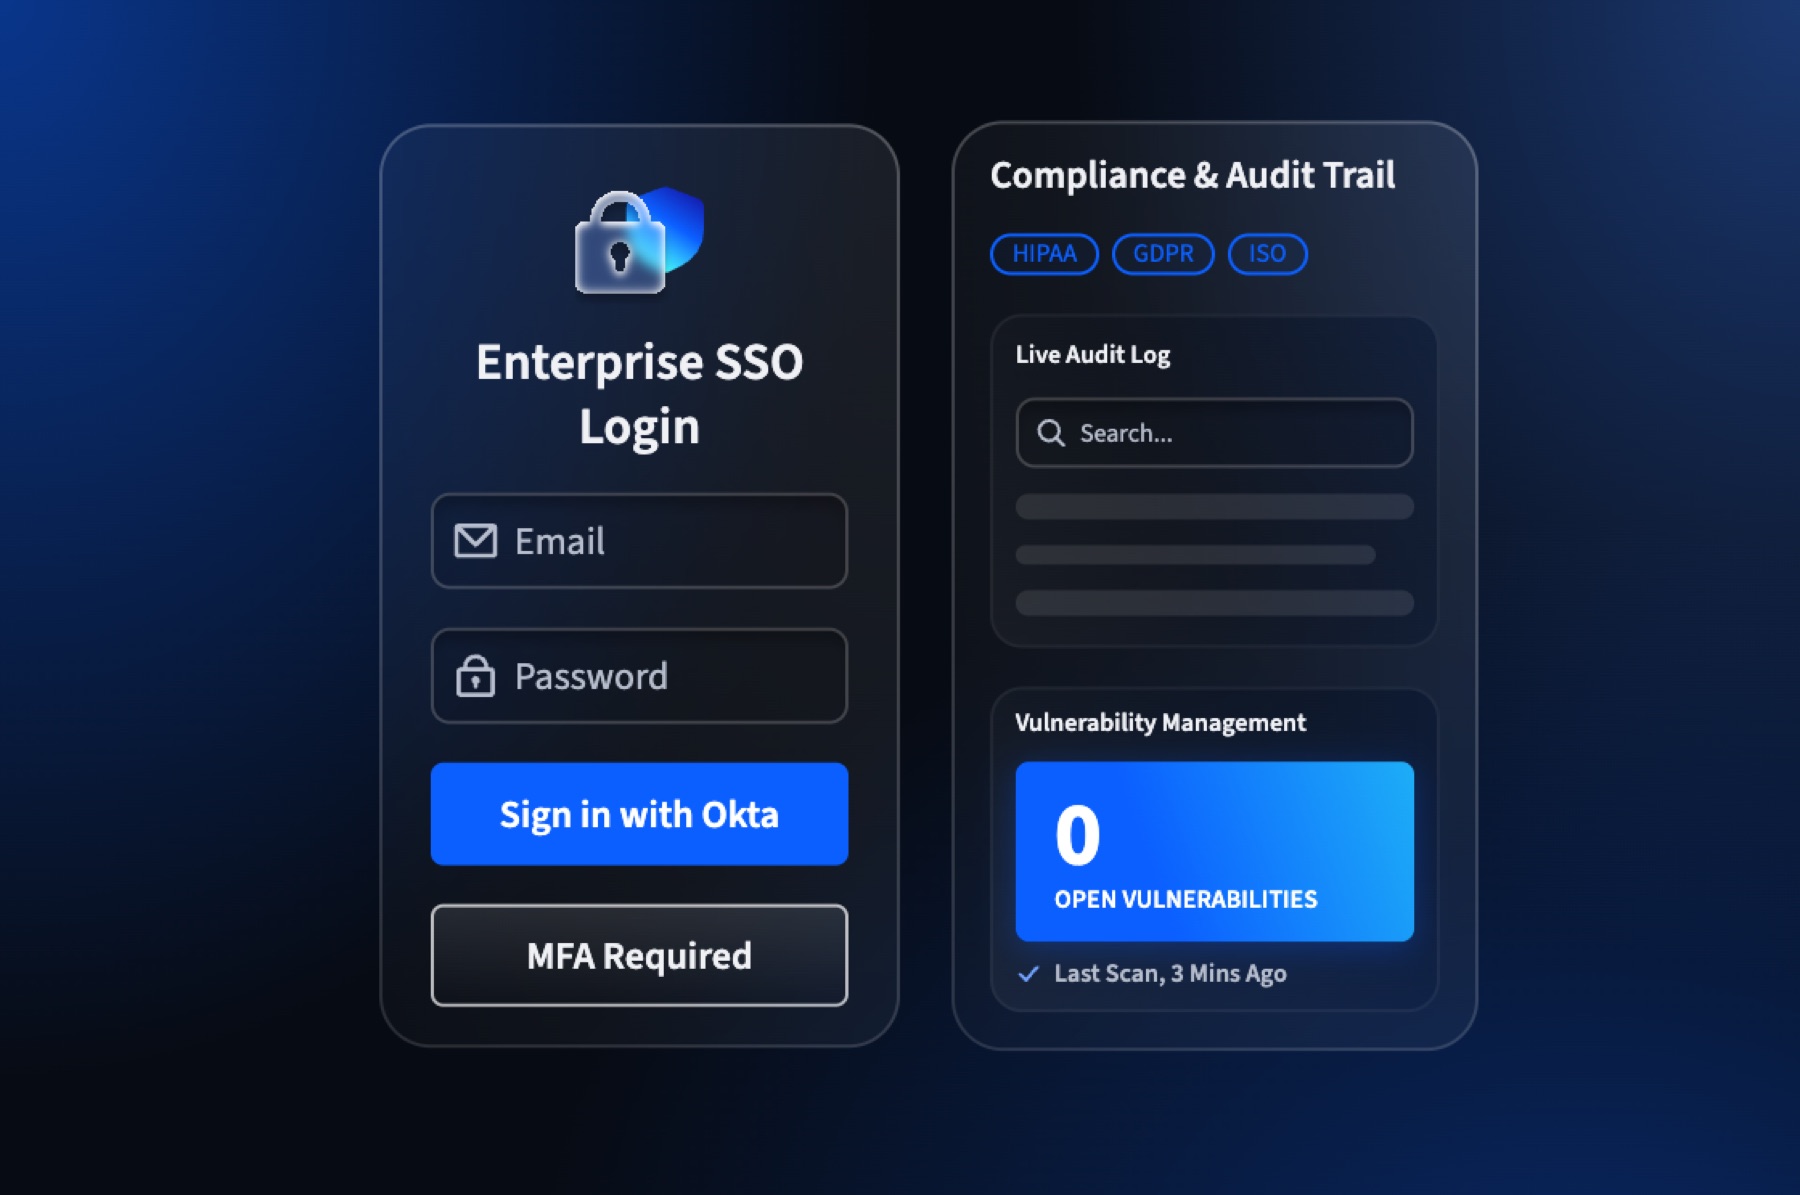 Enterprise SSO
Login
Email
Password
Sign in with Okta
MFA Required
Compliance & Audit Trail
HIPAA GDPR ISO
Live Audit Log
Search...
Vulnerability Management
0
OPEN VULNERABILITIES
Last Scan, 3 Mins Ago